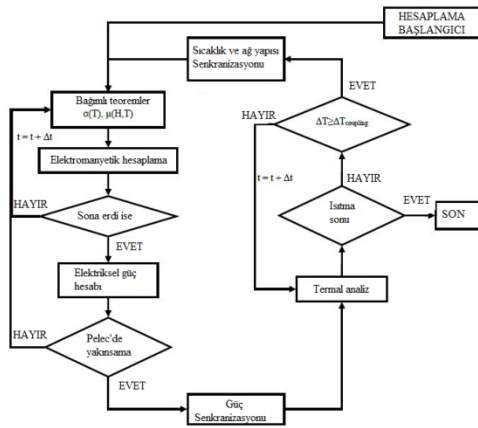 HESAPLAMA
BAŞLANGICI
Sıcaklık ve ağ yapısı
Senkranizasyonu
EVET
HAYIR
ΔT≥ΔTcoupling
t = t + Δt
HAYIR
Isıtma
sonu
EVET
SON
Termal analiz
Bağımlı teoremler
σ(T), μ(H,T)
t = t + Δt
Elektromanyetik hesaplama
HAYIR
Sona erdi ise
EVET
Elektriksel güç
hesabı
HAYIR
Pelec’de
yakınsama
EVET
Güç
Senkranizasyonu